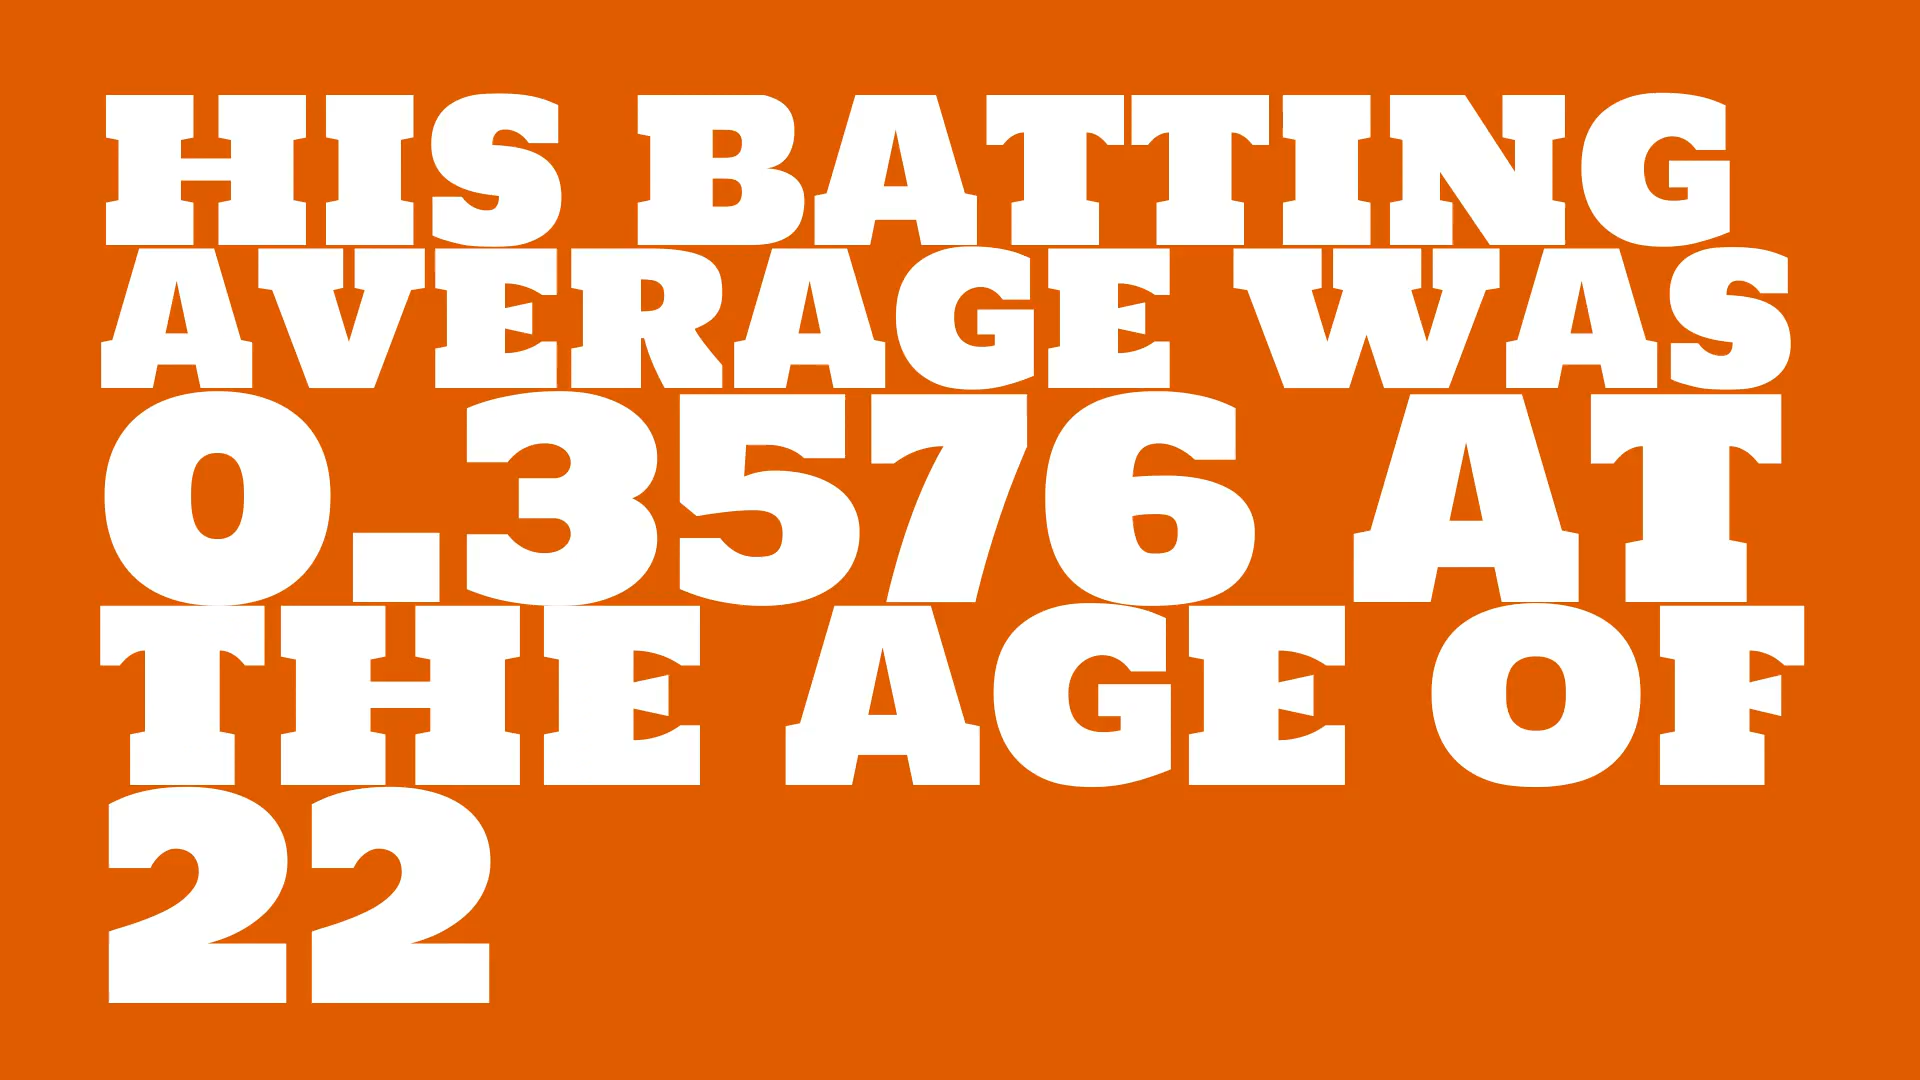 HIS BATTING
AVERAGE WAS
0.3576 AT
THE AGE OF
22